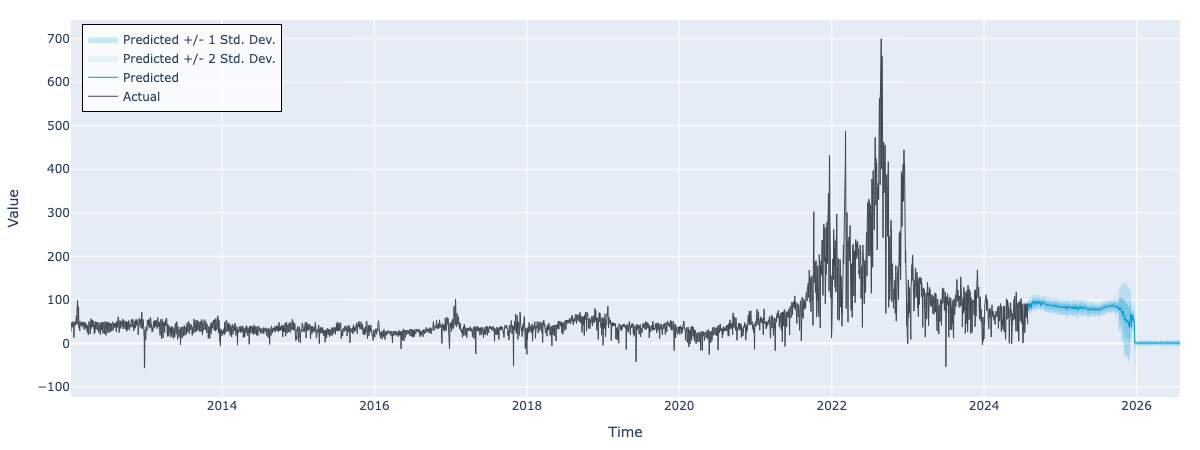 Predicted +/- 1 Std. Dev.
Predicted +/- 2 Std. Dev.
Predicted
Actual
Value
700
600
500
400
300
200
100
0
−100
2014 2016 2018 2020 2022 2024 2026
Time